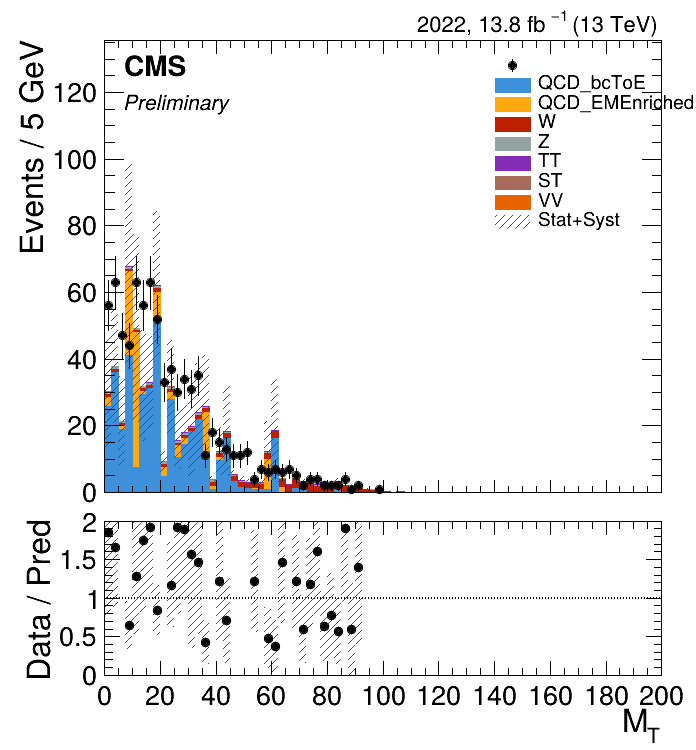 2022, 13.8 fb⁻¹ (13 TeV)
CMS
Preliminary
Events / 5 GeV
120
100
80
60
40
20
0
QCD_bcToE
QCD_EMEnriched
W
Z
TT
ST
VV
Stat+Syst
Data / Pred
2
1.5
1
0.5
0
0 20 40 60 80 100 120 140 160 180 200
M_T